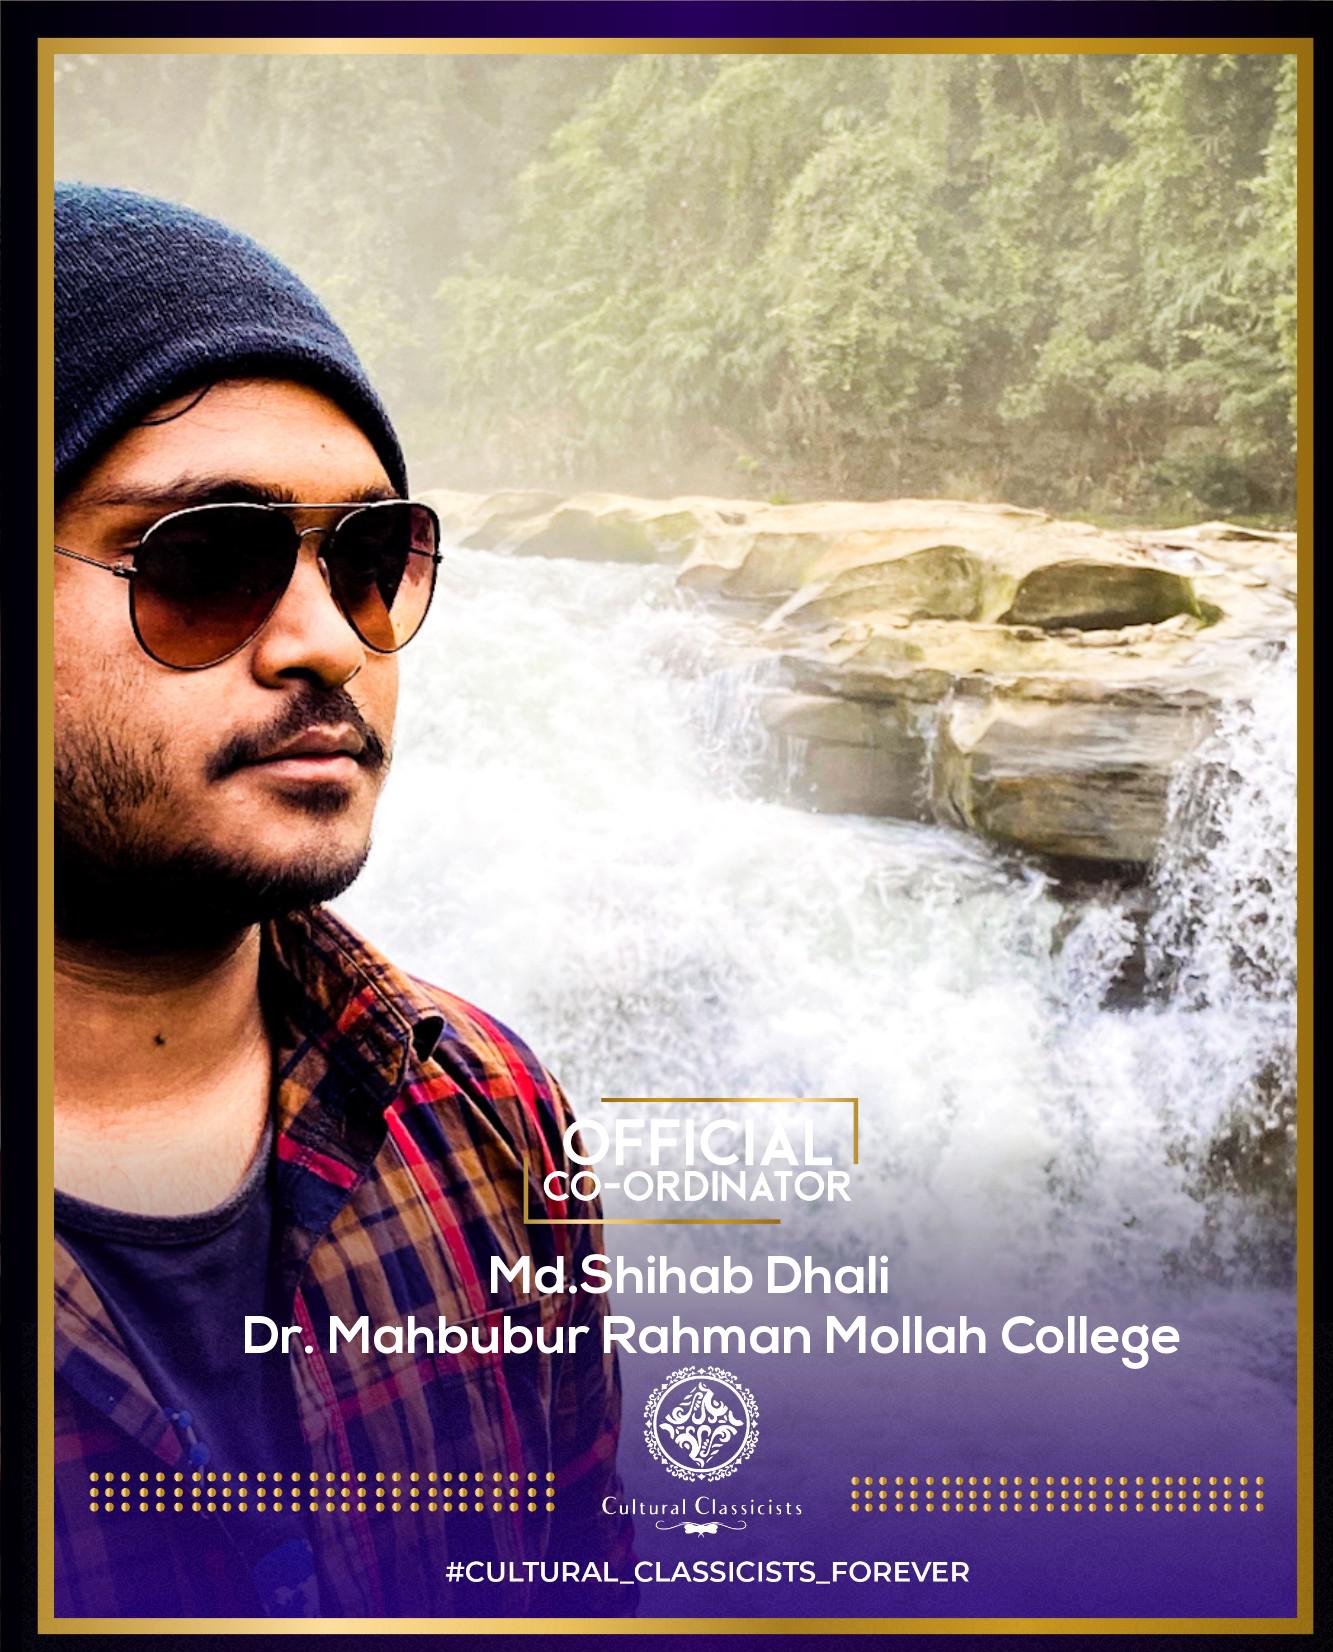 OFFICIAL
CO-ORDINATOR
Md.Shihab Dhali
Dr. Mahbubur Rahman Mollah College
Cultural Classicists
#CULTURAL_CLASSICISTS_FOREVER